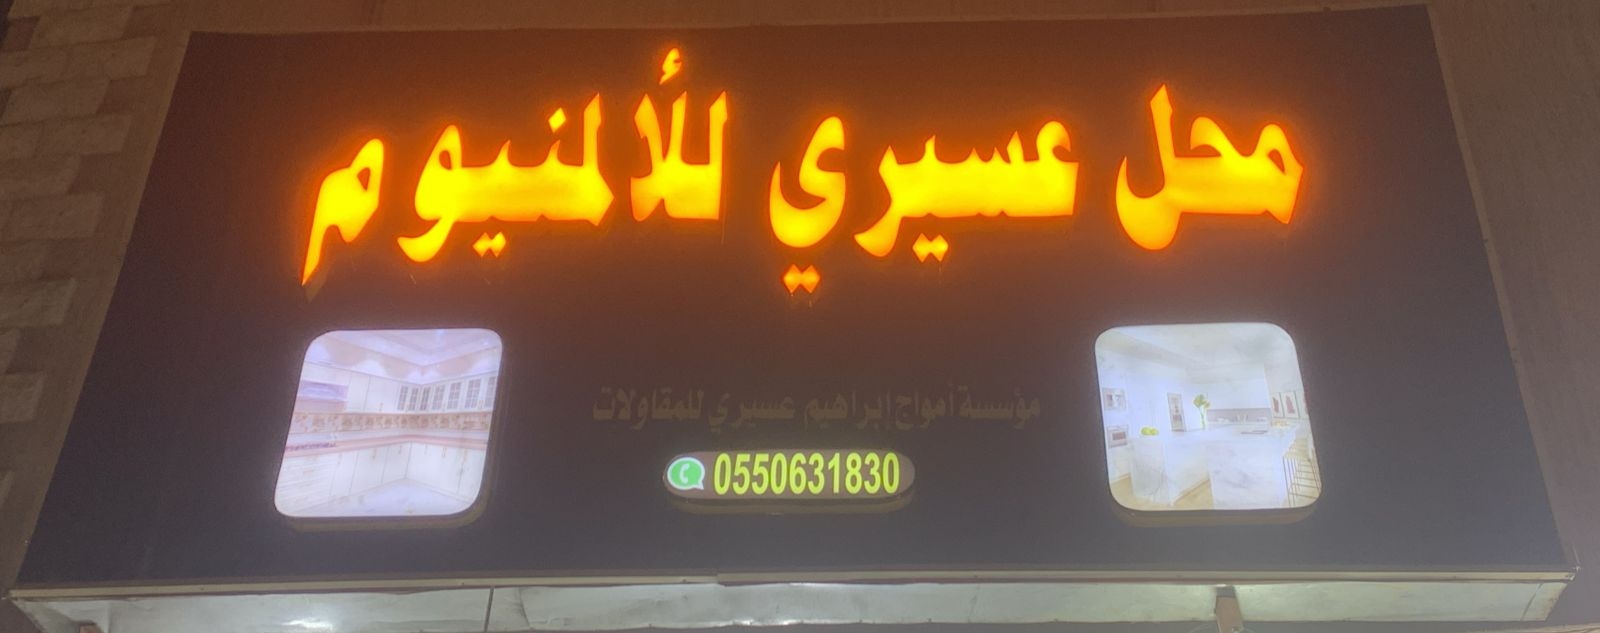 محل عسيري للألمنيوم
مؤسسة أمواج إبراهيم عسيري للمقاولات
0550631830